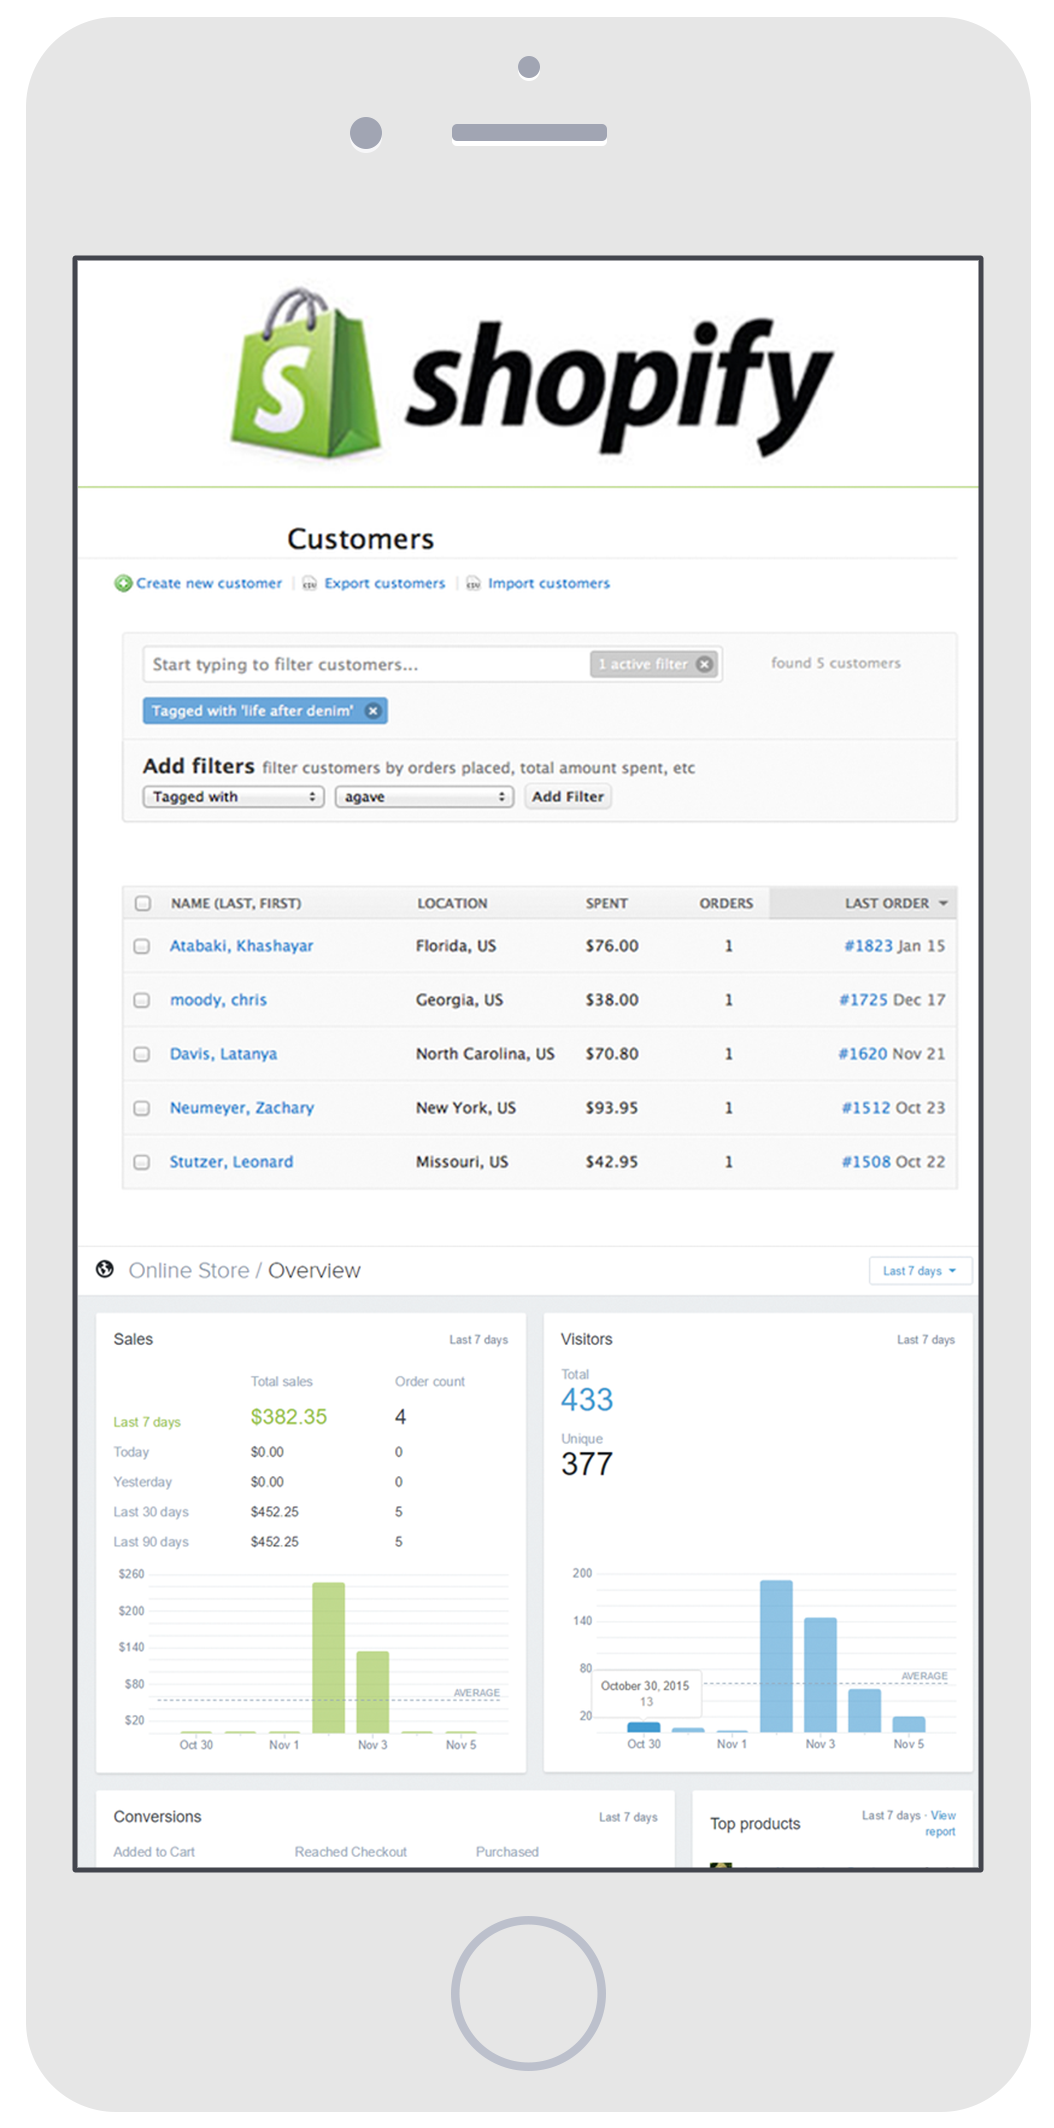 shopify
Customers
Create new customer | Export customers | Import customers
Start typing to filter customers... 1 active filter found 5 customers
Tagged with 'life after denim'
Add filters filter customers by orders placed, total amount spent, etc
Tagged with agave Add Filter
NAME (LAST, FIRST) LOCATION SPENT ORDERS LAST ORDER
Atabaki, Khashayar Florida, US $76.00 1 #1823 Jan 15
moody, chris Georgia, US $38.00 1 #1725 Dec 17
Davis, Latanya North Carolina, US $70.80 1 #1620 Nov 21
Neumeyer, Zachary New York, US $93.95 1 #1512 Oct 23
Stutzer, Leonard Missouri, US $42.95 1 #1508 Oct 22
Online Store / Overview Last 7 days
Sales Last 7 days
Total sales Order count
Last 7 days $382.35 4
Today $0.00 0
Yesterday $0.00 0
Last 30 days $452.25 5
Last 90 days $452.25 5
$260
$200
$140
$80
AVERAGE
$20
Oct 30 Nov 1 Nov 3 Nov 5
Visitors Last 7 days
Total
433
Unique
377
200
140
80
AVERAGE
October 30, 2015
13
20
Oct 30 Nov 1 Nov 3 Nov 5
Conversions Last 7 days
Added to Cart Reached Checkout Purchased
Top products Last 7 days · View
report